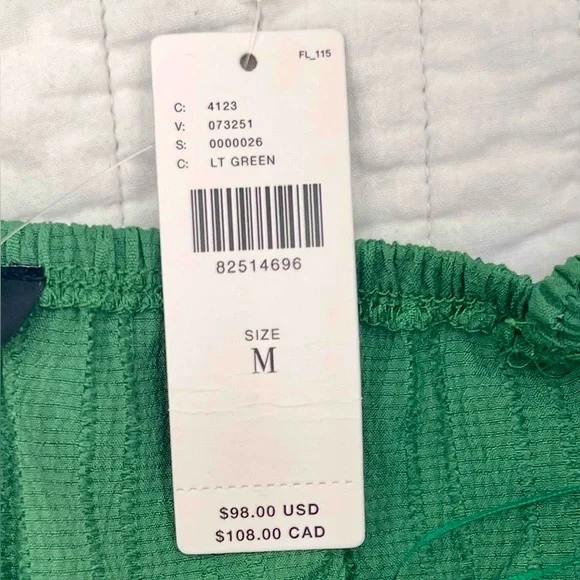 FL_115
C: 4123
V: 073251
S: 0000026
C: LT GREEN
82514696
SIZE
M
$98.00 USD
$108.00 CAD